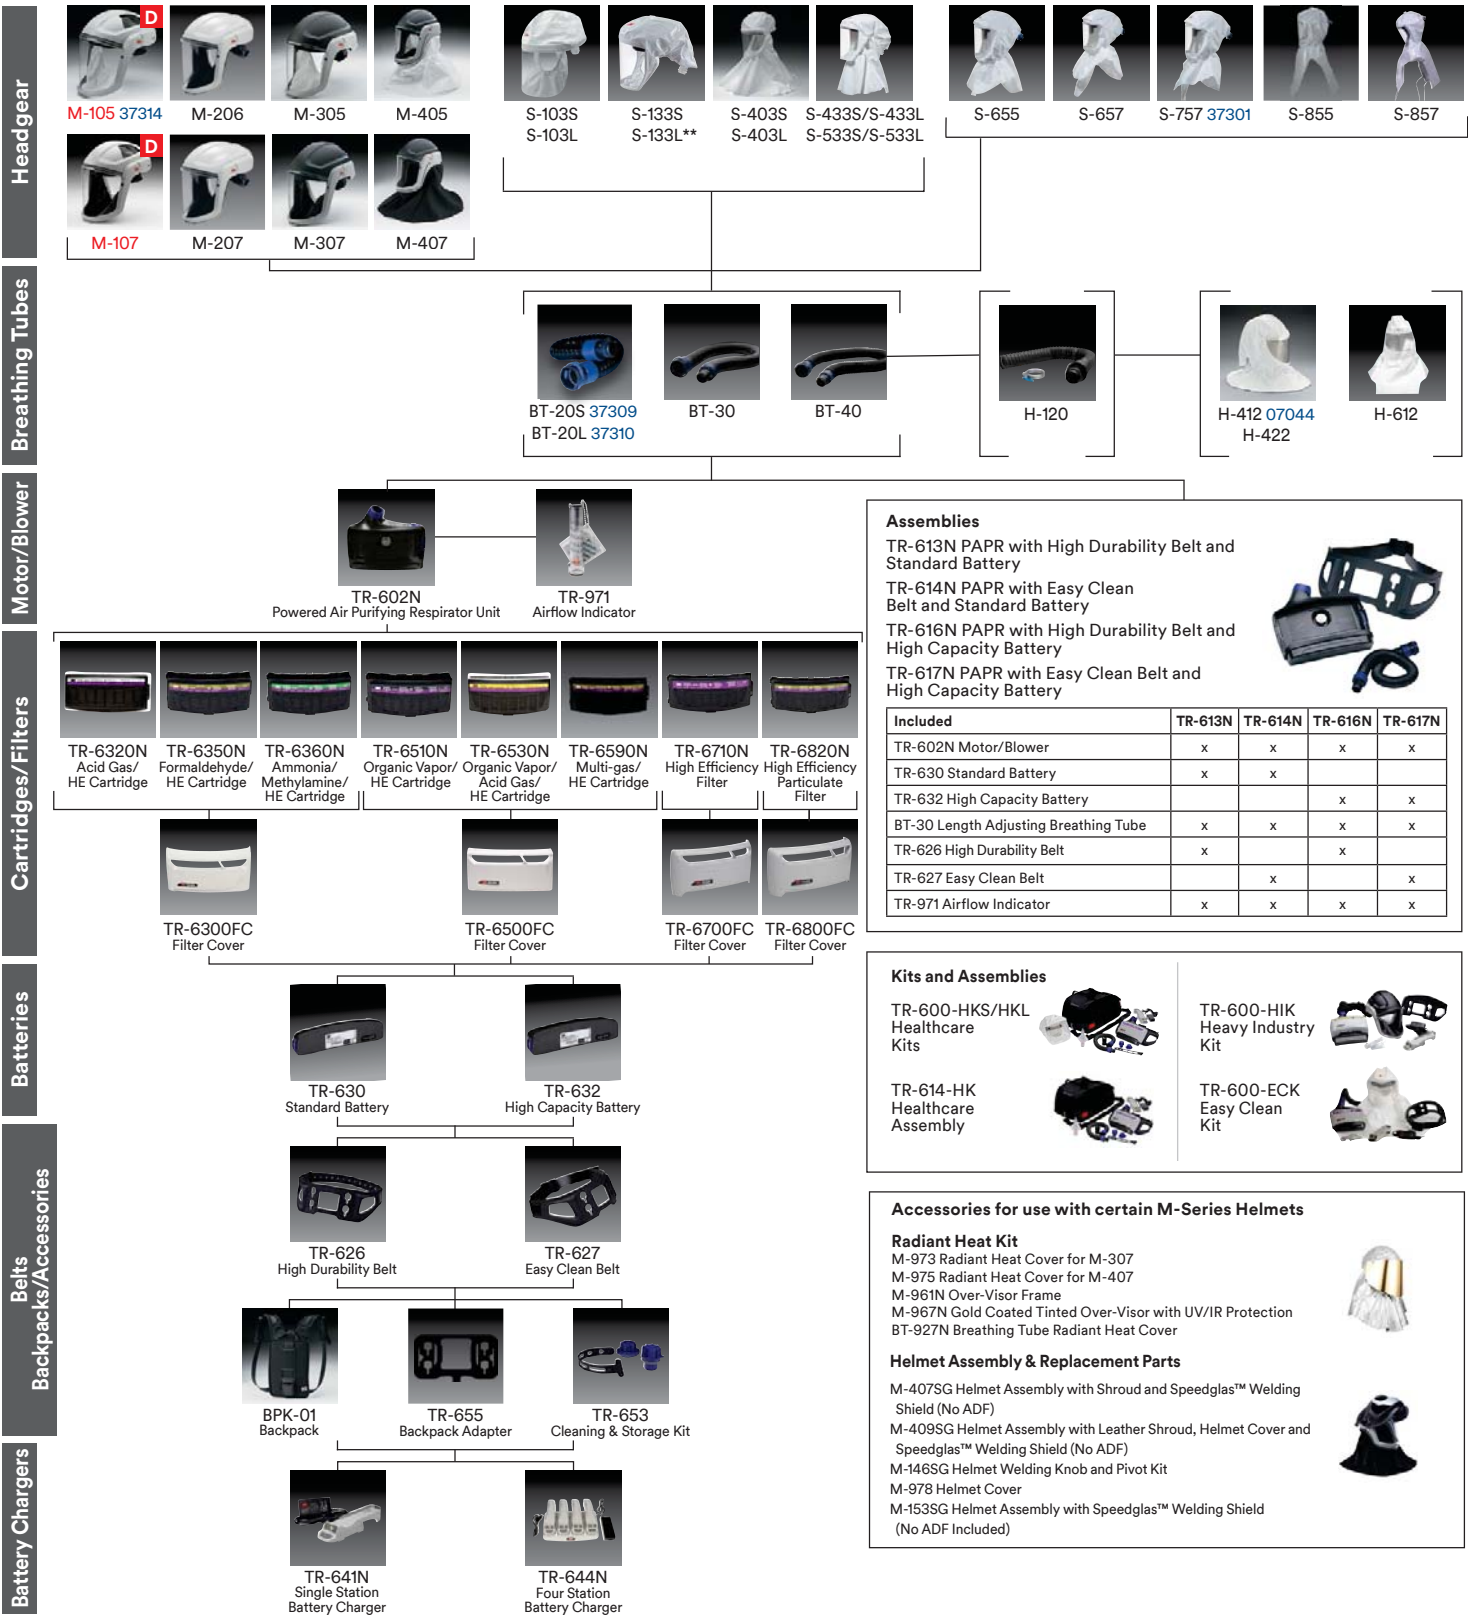 Headgear
D
M-105 37314
M-206
M-305
M-405
S-103S
S-103L
S-133S
S-133L**
S-403S
S-403L
S-433S/S-433L
S-533S/S-533L
S-655
S-657
S-757 37301
S-855
S-857
D
M-107
M-207
M-307
M-407
Breathing Tubes
BT-20S 37309
BT-20L 37310
BT-30
BT-40
H-120
H-412 07044
H-422
H-612
Motor/Blower
TR-602N
Powered Air Purifying Respirator Unit
TR-971
Airflow Indicator
Cartridges/Filters
TR-6320N
Acid Gas/
HE Cartridge
TR-6350N
Formaldehyde/
HE Cartridge
TR-6360N
Ammonia/
Methylamine/
HE Cartridge
TR-6510N
Organic Vapor/
HE Cartridge
TR-6530N
Organic Vapor/
Acid Gas/
HE Cartridge
TR-6590N
Multi-gas/
HE Cartridge
TR-6710N
High Efficiency
Filter
TR-6820N
High Efficiency
Particulate
Filter
TR-6300FC
Filter Cover
TR-6500FC
Filter Cover
TR-6700FC
Filter Cover
TR-6800FC
Filter Cover
Batteries
TR-630
Standard Battery
TR-632
High Capacity Battery
Belts
Backpacks/Accessories
TR-626
High Durability Belt
TR-627
Easy Clean Belt
BPK-01
Backpack
TR-655
Backpack Adapter
TR-653
Cleaning & Storage Kit
Battery Chargers
TR-641N
Single Station
Battery Charger
TR-644N
Four Station
Battery Charger
Assemblies
TR-613N PAPR with High Durability Belt and
Standard Battery
TR-614N PAPR with Easy Clean
Belt and Standard Battery
TR-616N PAPR with High Durability Belt and
High Capacity Battery
TR-617N PAPR with Easy Clean Belt and
High Capacity Battery
Included TR-613N TR-614N TR-616N TR-617N
TR-602N Motor/Blower x x x x
TR-630 Standard Battery x x
TR-632 High Capacity Battery x x
BT-30 Length Adjusting Breathing Tube x x x x
TR-626 High Durability Belt x x
TR-627 Easy Clean Belt x x
TR-971 Airflow Indicator x x x x
Kits and Assemblies
TR-600-HKS/HKL
Healthcare
Kits
TR-600-HIK
Heavy Industry
Kit
TR-614-HK
Healthcare
Assembly
TR-600-ECK
Easy Clean
Kit
Accessories for use with certain M-Series Helmets
Radiant Heat Kit
M-973 Radiant Heat Cover for M-307
M-975 Radiant Heat Cover for M-407
M-961N Over-Visor Frame
M-967N Gold Coated Tinted Over-Visor with UV/IR Protection
BT-927N Breathing Tube Radiant Heat Cover
Helmet Assembly & Replacement Parts
M-407SG Helmet Assembly with Shroud and Speedglas™ Welding
Shield (No ADF)
M-409SG Helmet Assembly with Leather Shroud, Helmet Cover and
Speedglas™ Welding Shield (No ADF)
M-146SG Helmet Welding Knob and Pivot Kit
M-978 Helmet Cover
M-153SG Helmet Assembly with Speedglas™ Welding Shield
(No ADF Included)